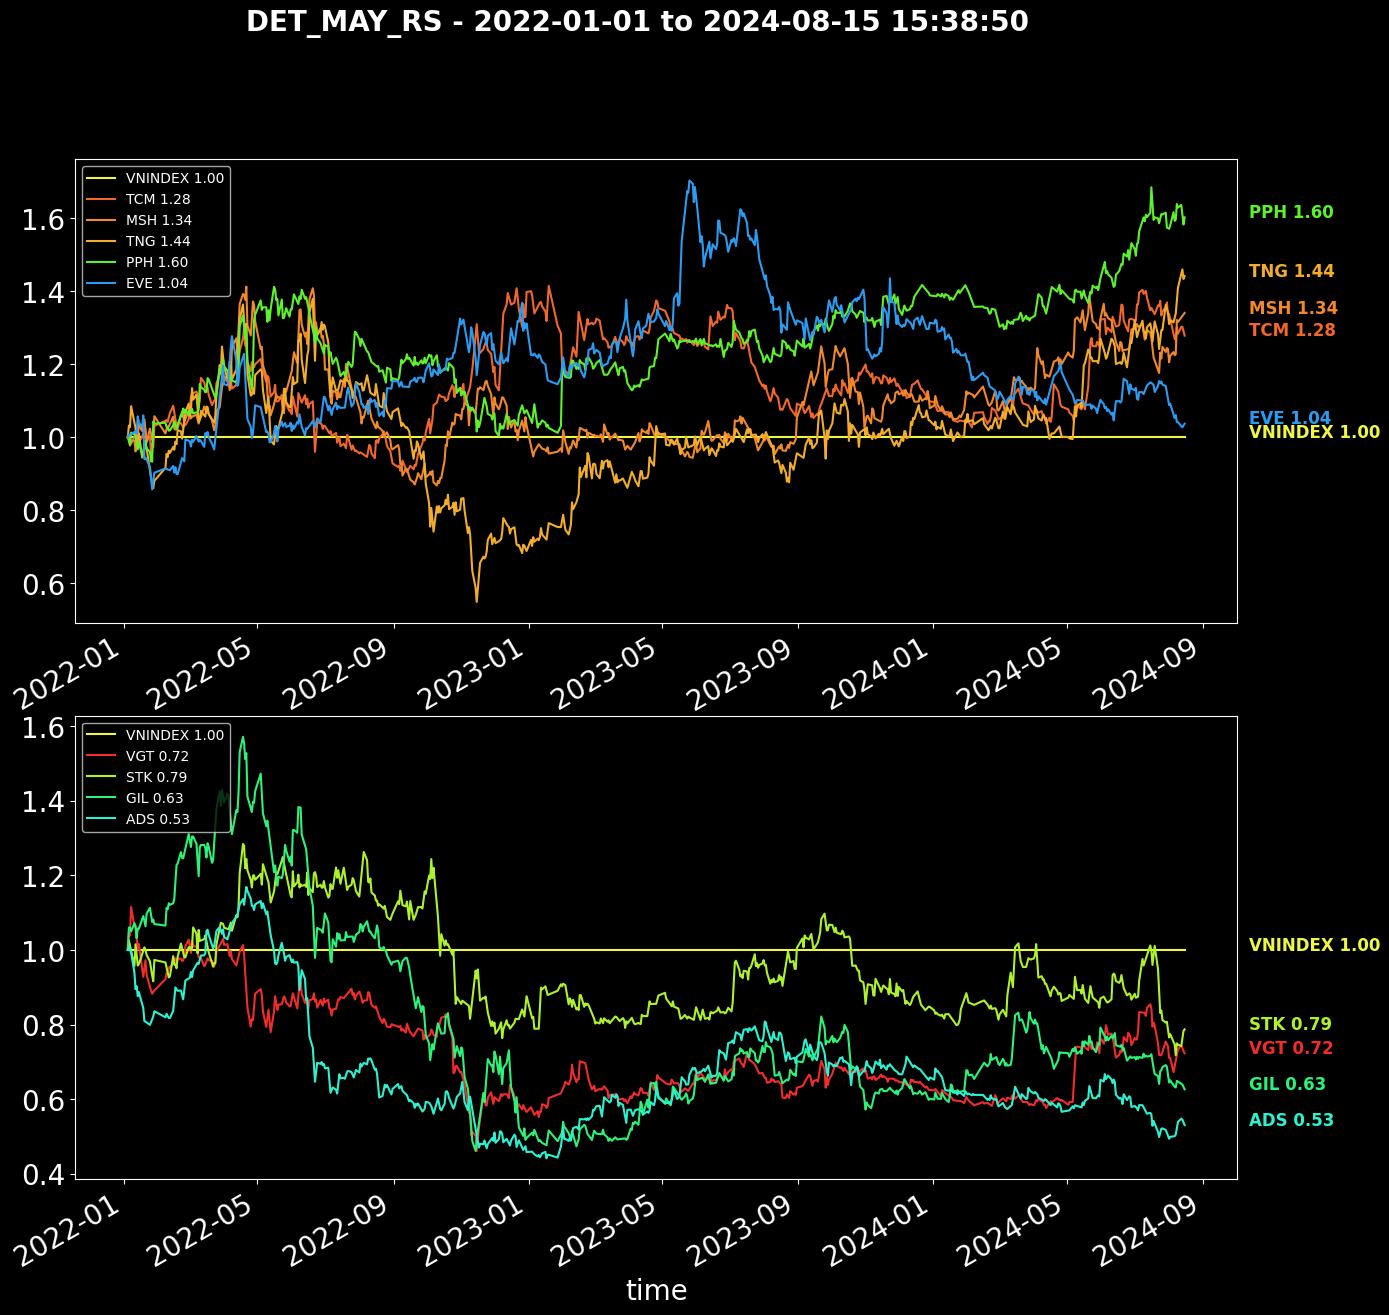 DET_MAY_RS - 2022-01-01 to 2024-08-15 15:38:50
VNINDEX 1.00
TCM 1.28
MSH 1.34
TNG 1.44
PPH 1.60
EVE 1.04
1.6
1.4
1.2
1.0
0.8
0.6
PPH 1.60
TNG 1.44
MSH 1.34
TCM 1.28
EVE 1.04
VNINDEX 1.00
2022-01
2022-05
2022-09
2023-01
2023-05
2023-09
2024-01
2024-05
2024-09
VNINDEX 1.00
VGT 0.72
STK 0.79
GIL 0.63
ADS 0.53
1.6
1.4
1.2
1.0
0.8
0.6
0.4
VNINDEX 1.00
STK 0.79
VGT 0.72
GIL 0.63
ADS 0.53
2022-01
2022-05
2022-09
2023-01
2023-05
2023-09
2024-01
2024-05
2024-09
time